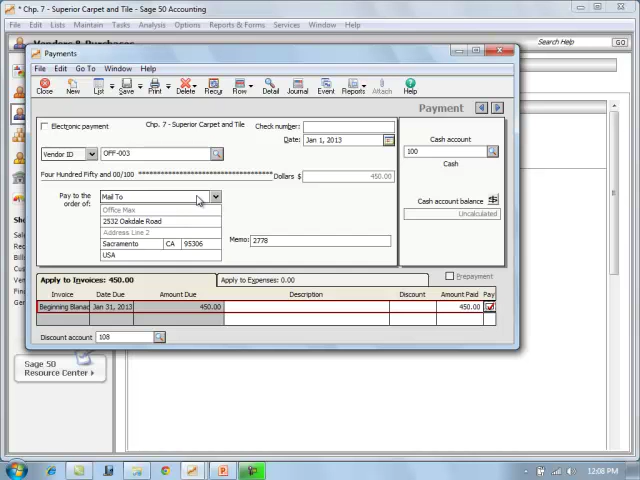 Chp. 7 - Superior Carpet and Tile - Sage 50 Accounting
File Edit Lists Maintain Tasks Analysis Options Reports & Forms Services Window Help
Vendors & Purchases
Search Help
GO
Payments
File Edit Go To Window Help
Close New List Save Print Delete Recur Row Detail Journal Event Reports Attach Help
Payment
Electronic payment
Chp. 7 - Superior Carpet and Tile
Check number:
Date: Jan 1, 2013
Cash account
100
Cash
Vendor ID OFF-003
Four Hundred Fifty and 00/100 Dollars $ 450.00
Pay to the order of:
Mail To
Office Max
2532 Oakdale Road
Address Line 2
Sacramento CA 95306
USA
Memo: 2778
Cash account balance
Uncalculated
Apply to Invoices: 450.00
Apply to Expenses: 0.00
Prepayment
Invoice Date Due Amount Due Description Discount Amount Paid Pay
Beginning Blanac Jan 31, 2013 450.00 450.00
Discount account 108
Sage 50
Resource Center
12:08 PM